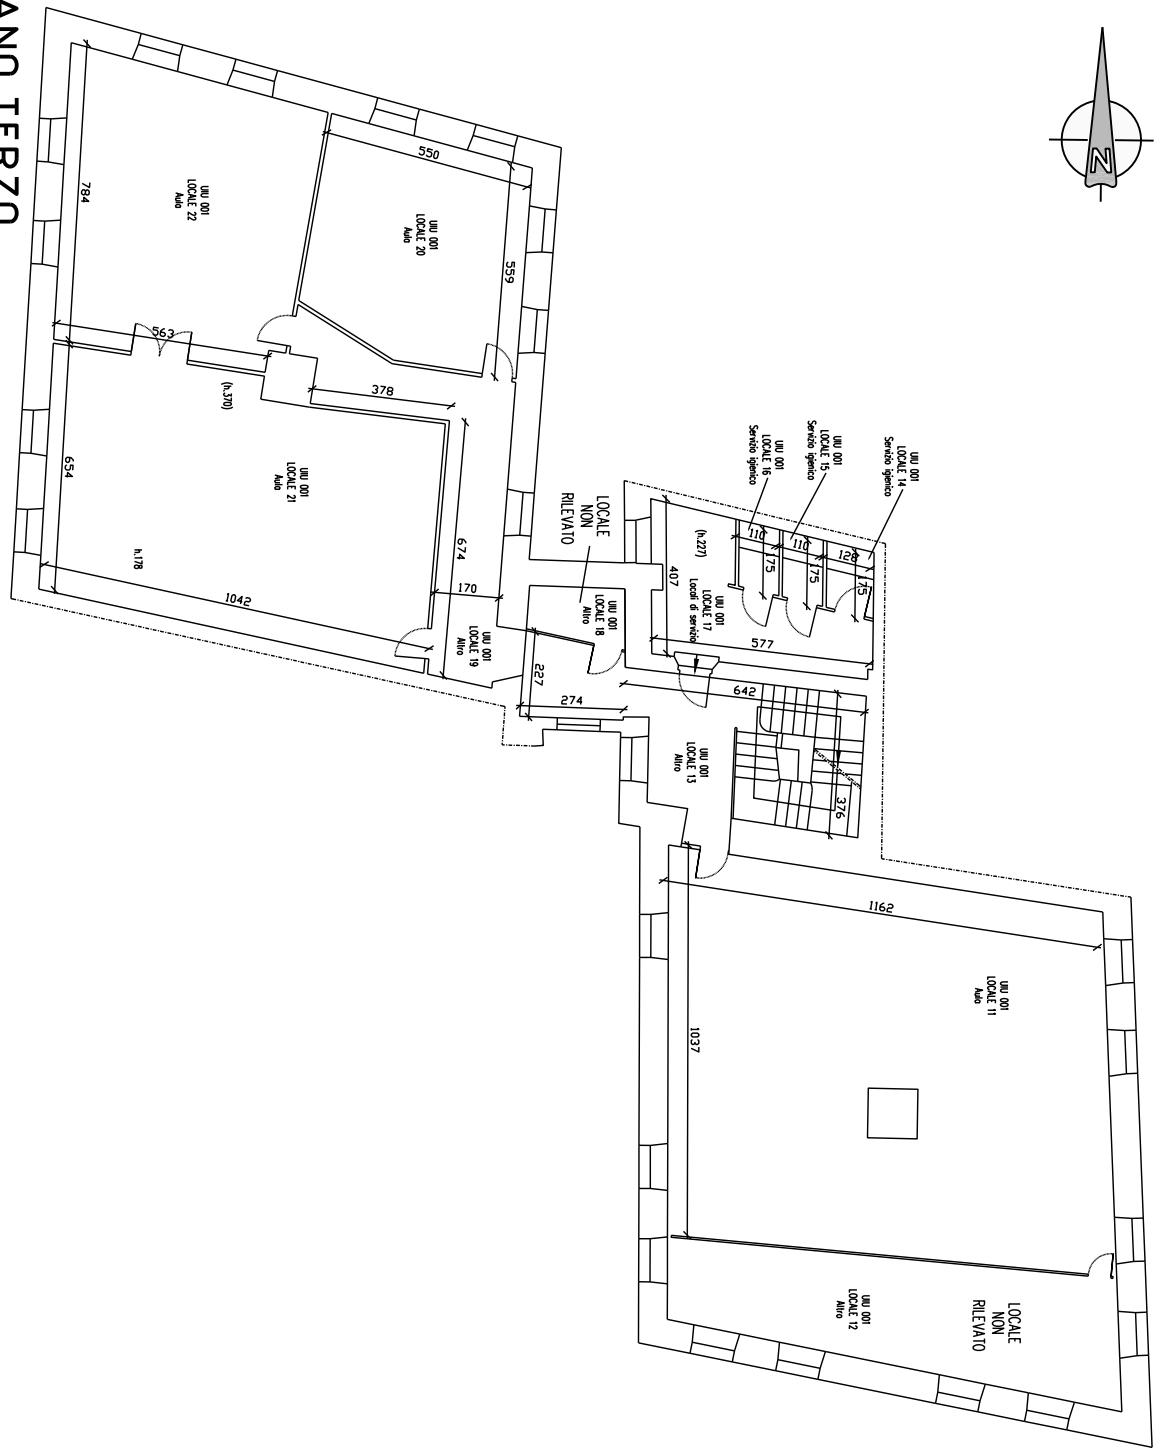 N
ANO TERZO
UIU 001
LOCALE 22
Aula
784
550
UIU 001
LOCALE 20
Aula
559
563
(h.370)
378
UIU 001
LOCALE 21
Aula
654
h.178
1042
674
170
UIU 001
LOCALE 19
Altro
LOCALE
NON
RILEVATO
UIU 001
LOCALE 18
Altro
227
274
UIU 001
LOCALE 16
Servizio igienico
UIU 001
LOCALE 15
Servizio igienico
UIU 001
LOCALE 14
Servizio igienico
110
175
110
175
128
175
(h.227)
407
UIU 001
LOCALE 17
Locali di servizio
577
642
376
UIU 001
LOCALE 13
Altro
1162
1037
UIU 001
LOCALE 11
Aula
UIU 001
LOCALE 12
Altro
LOCALE
NON
RILEVATO